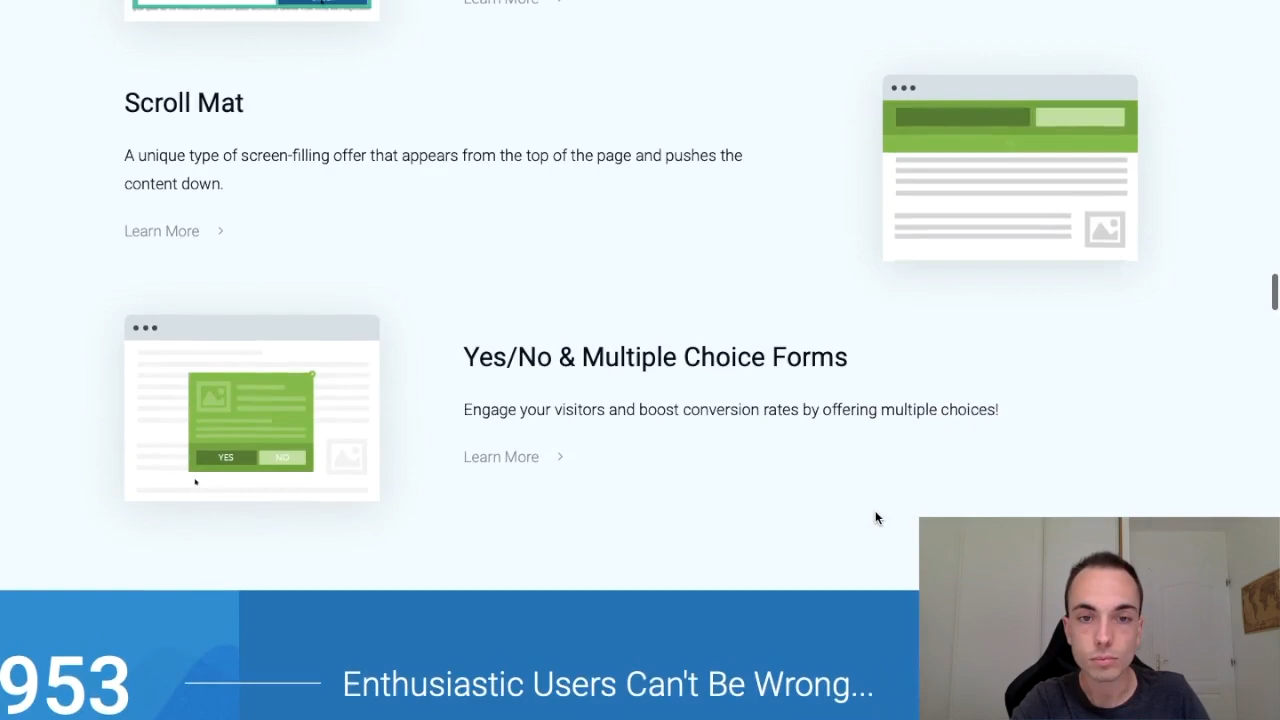 Learn More
Scroll Mat
A unique type of screen-filling offer that appears from the top of the page and pushes the
content down.
Learn More
Yes/No & Multiple Choice Forms
Engage your visitors and boost conversion rates by offering multiple choices!
YES NO
Learn More
953
Enthusiastic Users Can't Be Wrong...